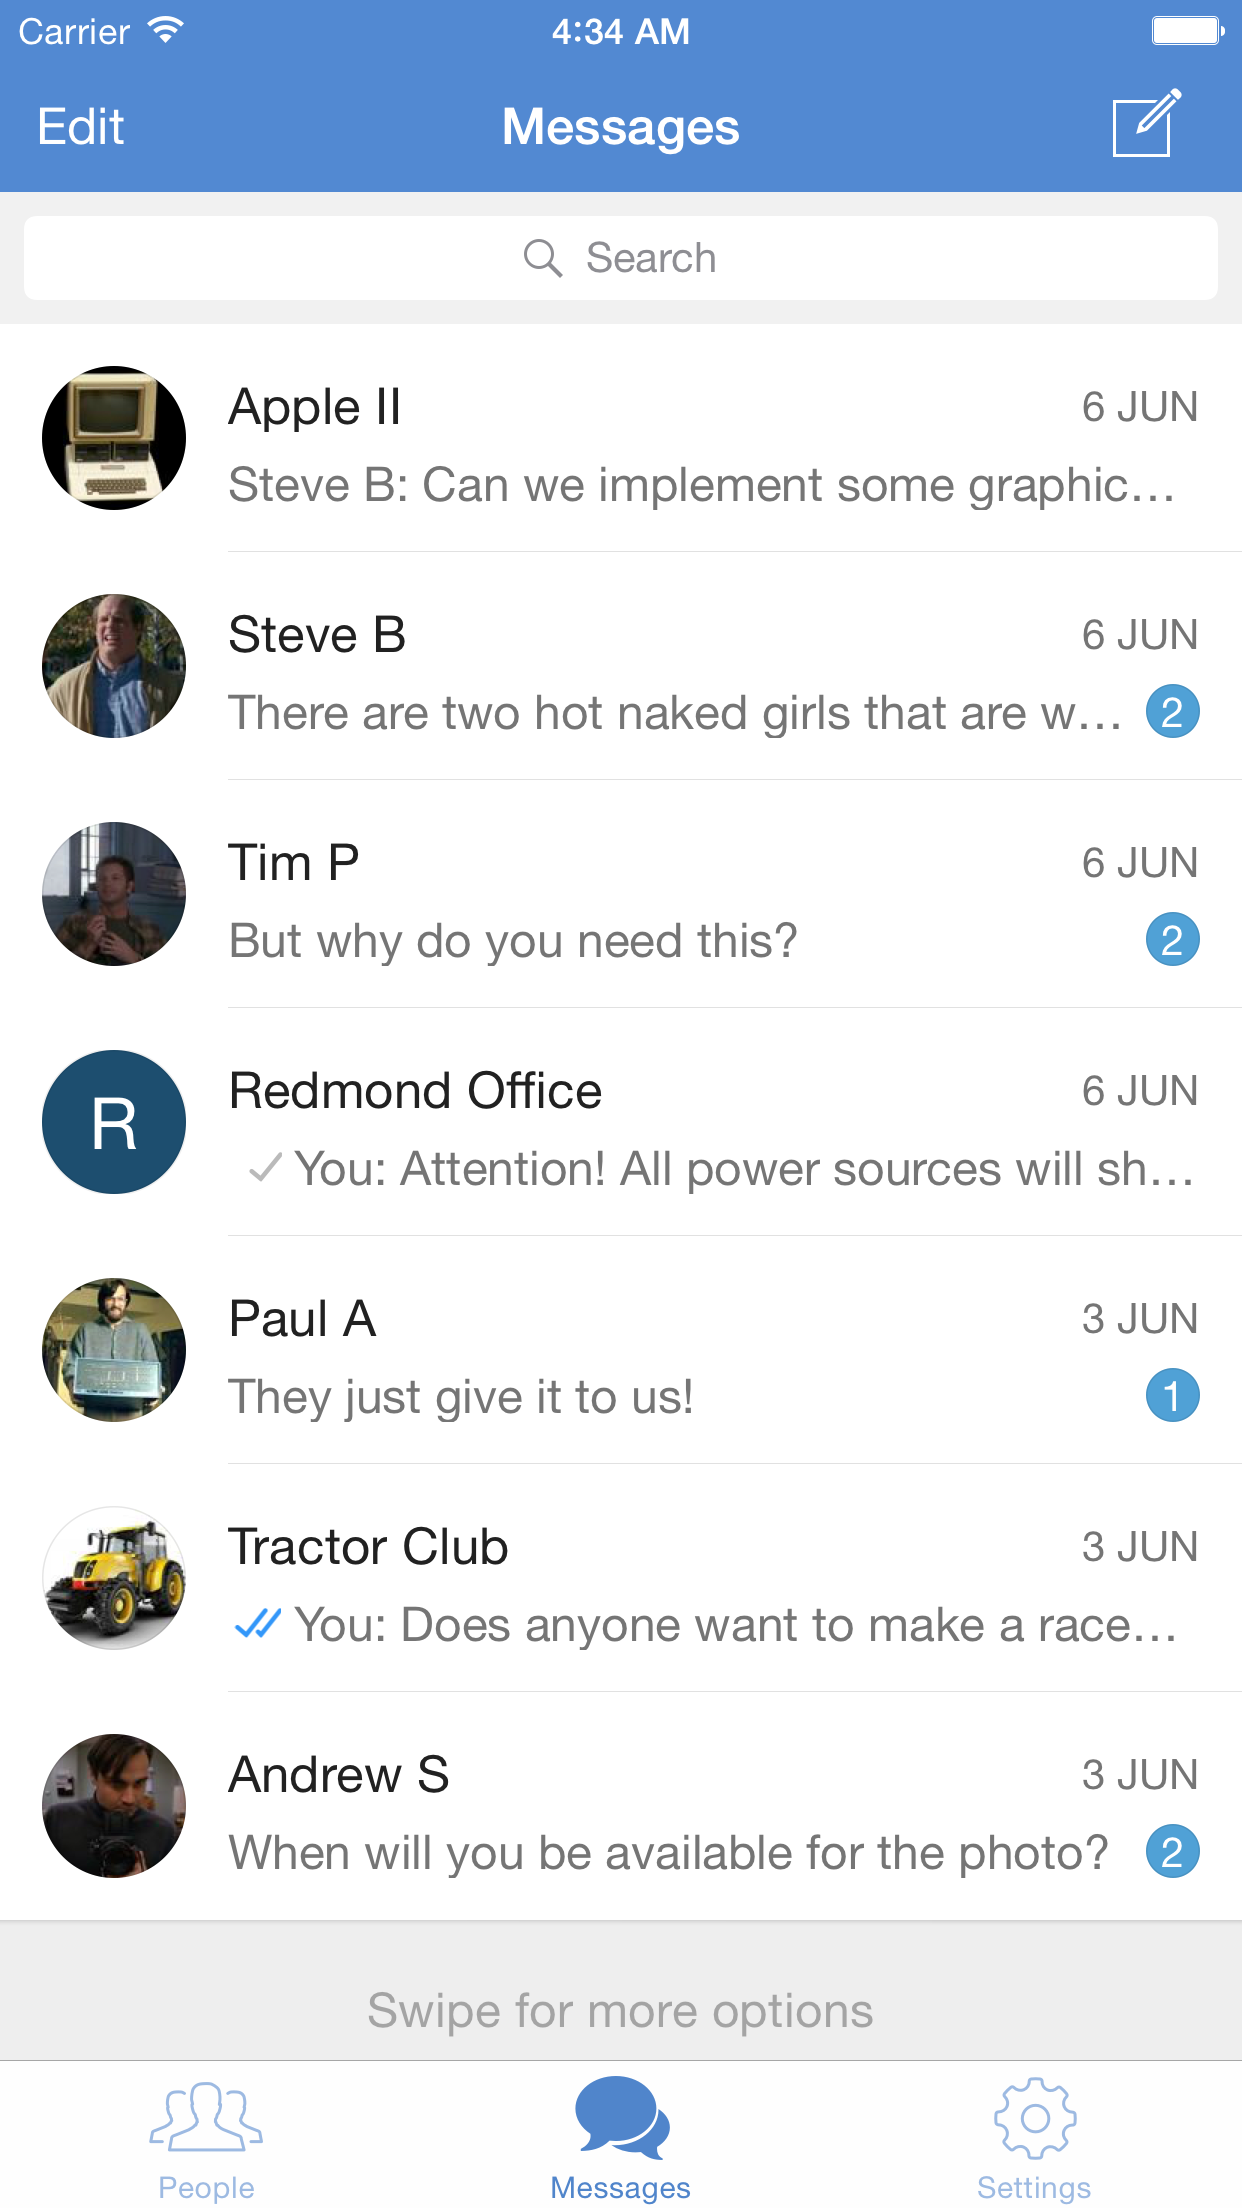 Carrier 4:34 AM
Edit Messages
Search
Apple II 6 JUN
Steve B: Can we implement some graphic...
Steve B 6 JUN
There are two hot naked girls that are w... 2
Tim P 6 JUN
But why do you need this? 2
R
Redmond Office 6 JUN
You: Attention! All power sources will sh...
Paul A 3 JUN
They just give it to us! 1
Tractor Club 3 JUN
You: Does anyone want to make a race...
Andrew S 3 JUN
When will you be available for the photo? 2
Swipe for more options
People Messages Settings